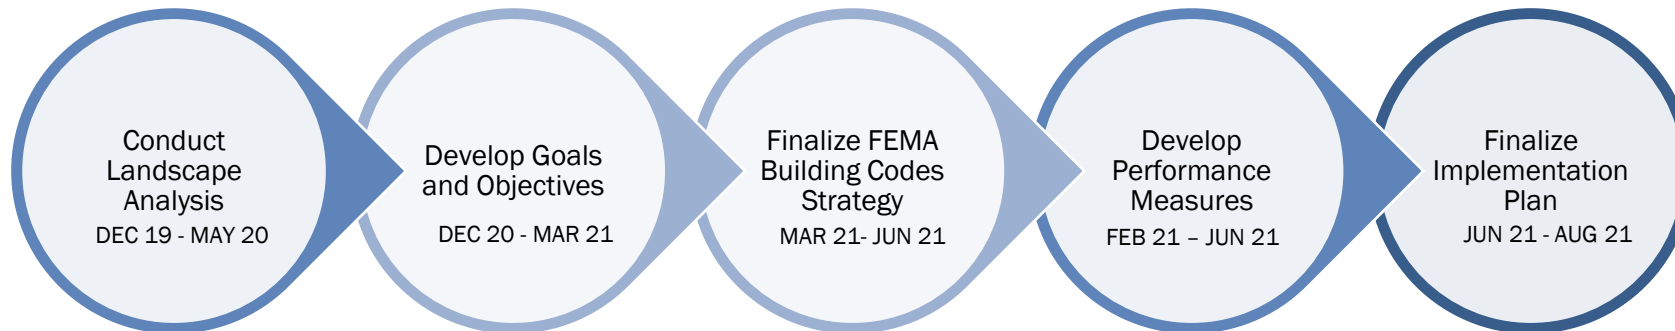 Conduct
Landscape
Analysis
DEC 19 - MAY 20
Develop Goals
and Objectives
DEC 20 - MAR 21
Finalize FEMA
Building Codes
Strategy
MAR 21- JUN 21
Develop
Performance
Measures
FEB 21 – JUN 21
Finalize
Implementation
Plan
JUN 21 - AUG 21